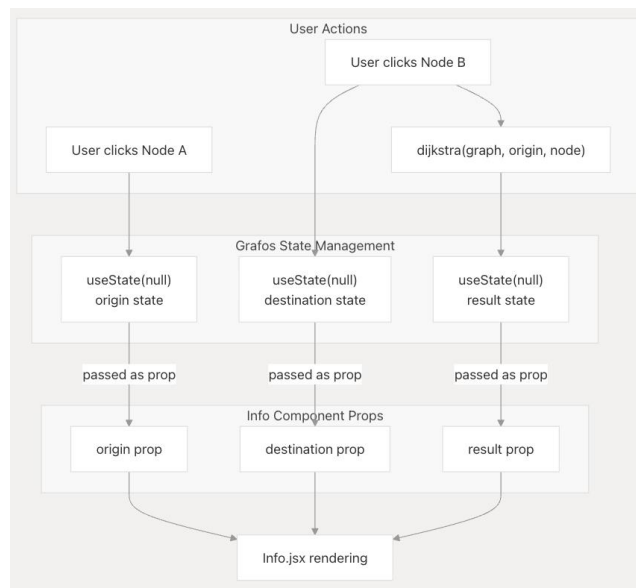 User Actions
User clicks Node B
User clicks Node A
dijkstra(graph, origin, node)
Grafos State Management
useState(null)
origin state
useState(null)
destination state
useState(null)
result state
passed as prop
passed as prop
passed as prop
Info Component Props
origin prop
destination prop
result prop
Info.jsx rendering